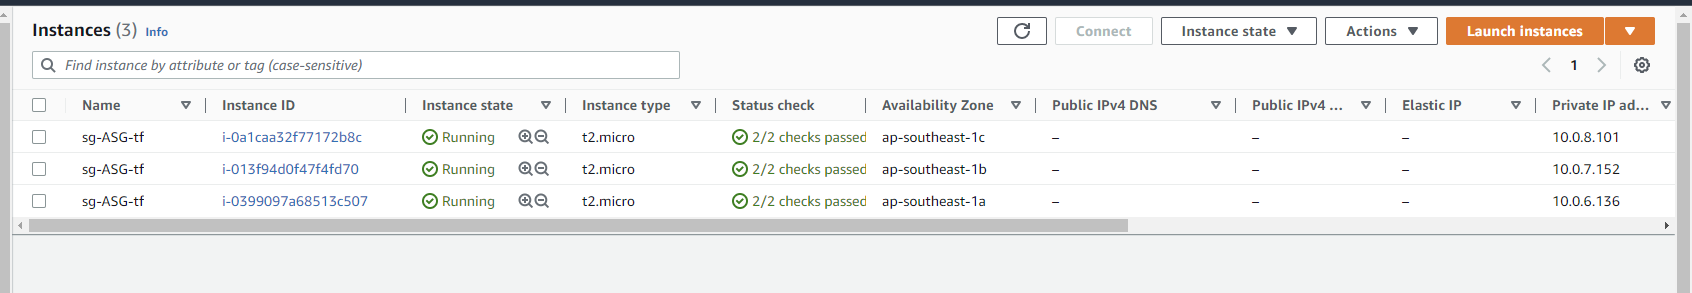 Instances (3) Info Connect Instance state Actions Launch instances
Find instance by attribute or tag (case-sensitive) 1
Name Instance ID Instance state Instance type Status check Availability Zone Public IPv4 DNS Public IPv4 ... Elastic IP Private IP ad...
sg-ASG-tf i-0a1caa32f77172b8c Running t2.micro 2/2 checks passed ap-southeast-1c – – – 10.0.8.101
sg-ASG-tf i-013f94d0f47f4fd70 Running t2.micro 2/2 checks passed ap-southeast-1b – – – 10.0.7.152
sg-ASG-tf i-0399097a68513c507 Running t2.micro 2/2 checks passed ap-southeast-1a – – – 10.0.6.136